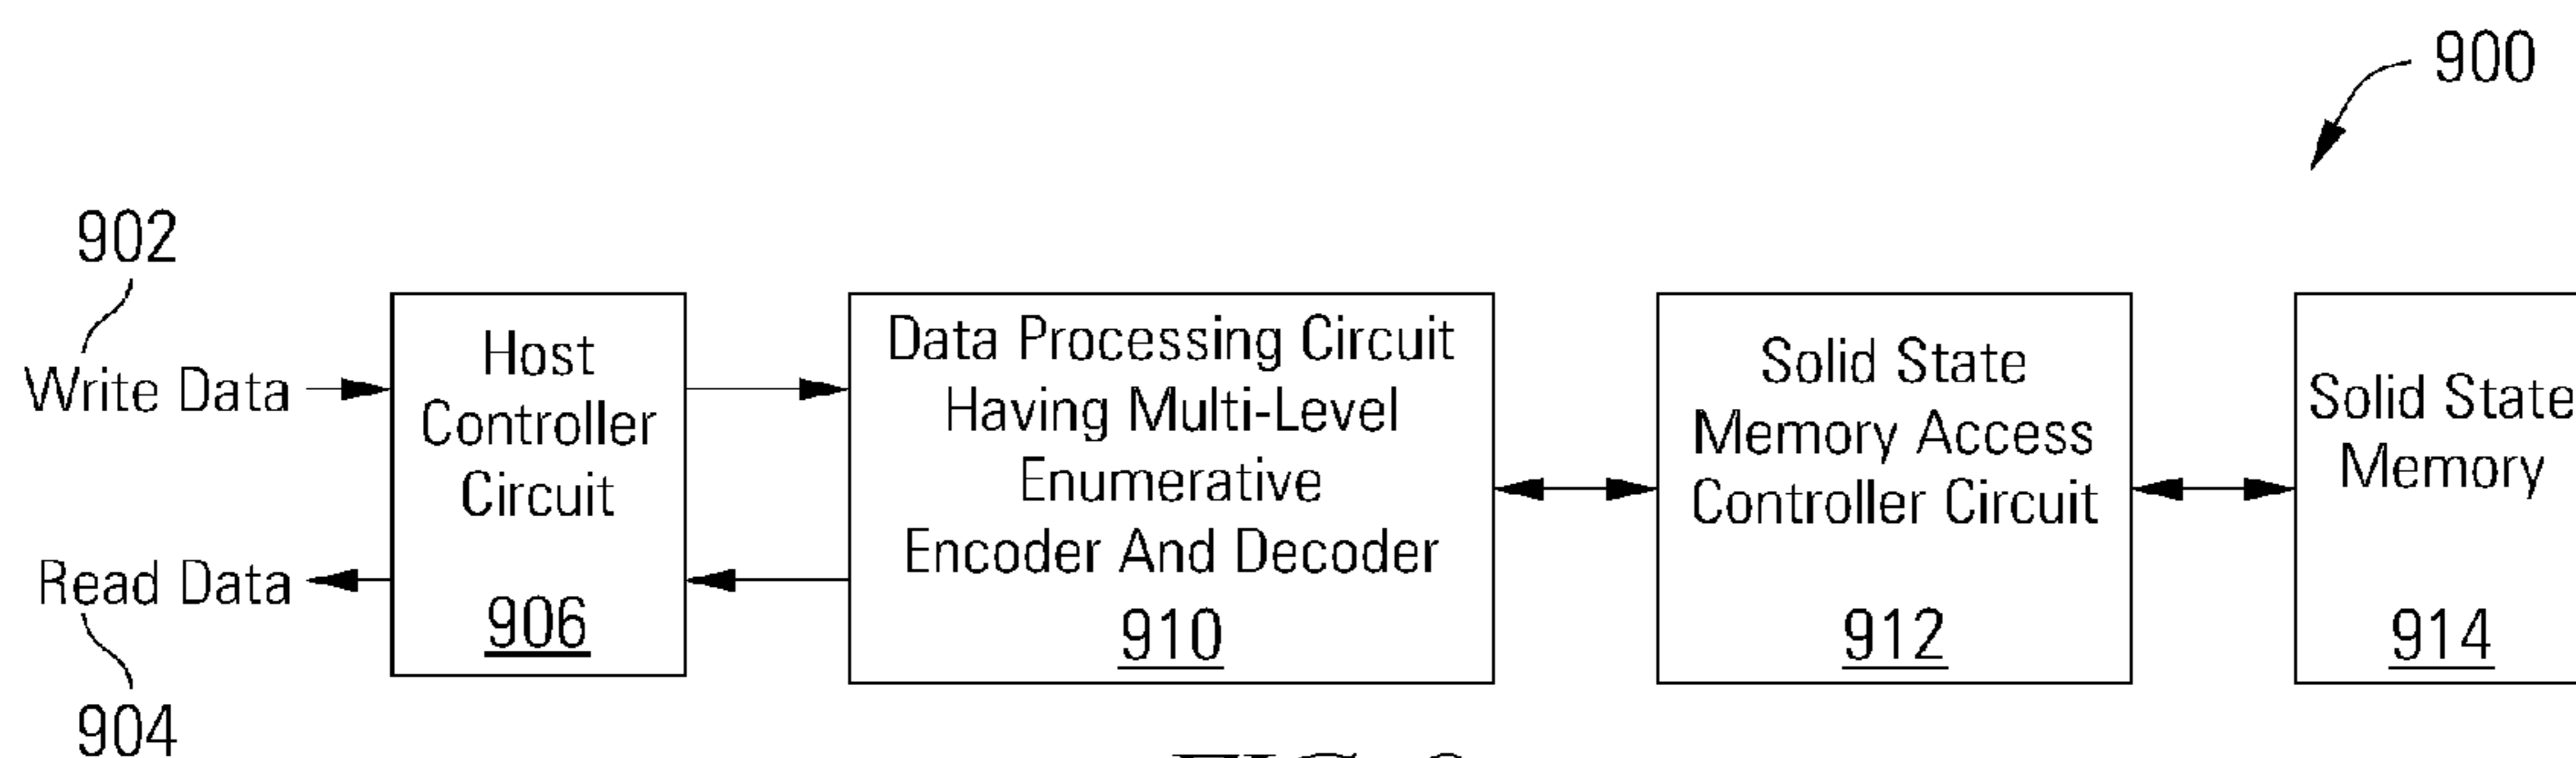 900
902
Write Data
Read Data
904
Host
Controller
Circuit
906
Data Processing Circuit
Having Multi-Level
Enumerative
Encoder And Decoder
910
Solid State
Memory Access
Controller Circuit
912
Solid State
Memory
914